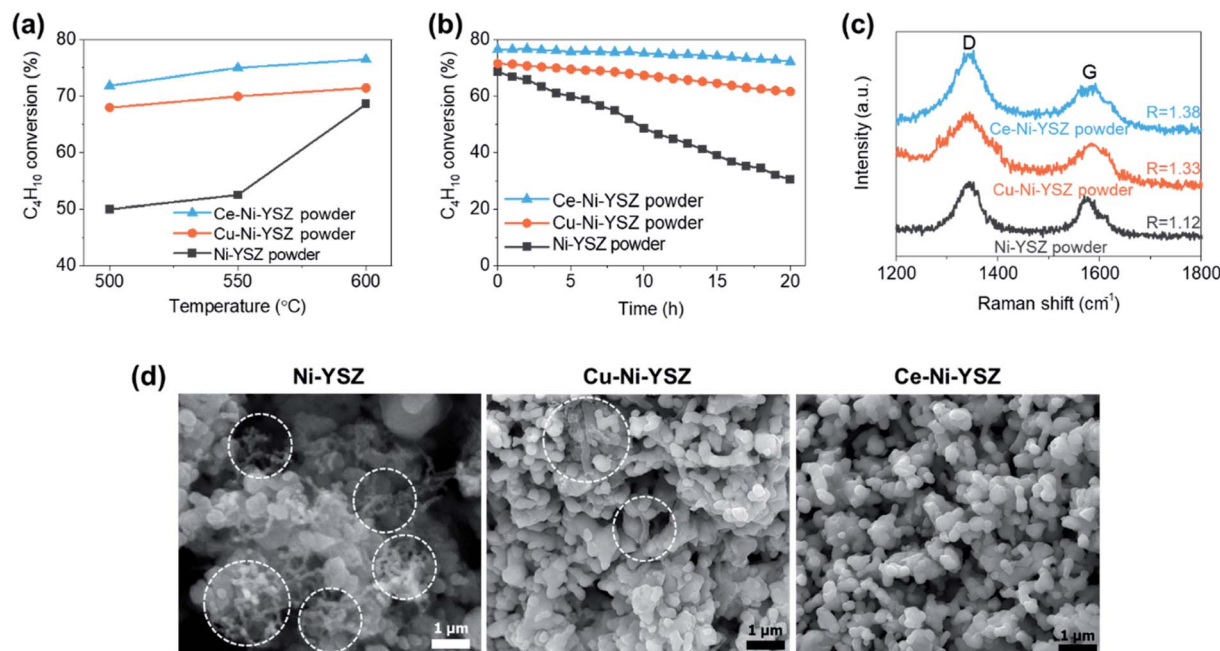 (a)
80
70
60
50
40
C₄H₁₀ conversion (%)
500
550
600
Temperature (°C)
Ce-Ni-YSZ powder
Cu-Ni-YSZ powder
Ni-YSZ powder
(b)
80
60
40
20
0
C₄H₁₀ conversion (%)
0
5
10
15
20
Time (h)
Ce-Ni-YSZ powder
Cu-Ni-YSZ powder
Ni-YSZ powder
(c)
Intensity (a.u.)
D
G
R=1.38
Ce-Ni-YSZ powder
R=1.33
Cu-Ni-YSZ powder
R=1.12
Ni-YSZ powder
1200
1400
1600
1800
Raman shift (cm⁻¹)
(d)
Ni-YSZ
Cu-Ni-YSZ
Ce-Ni-YSZ
1 μm
1 μm
1 μm